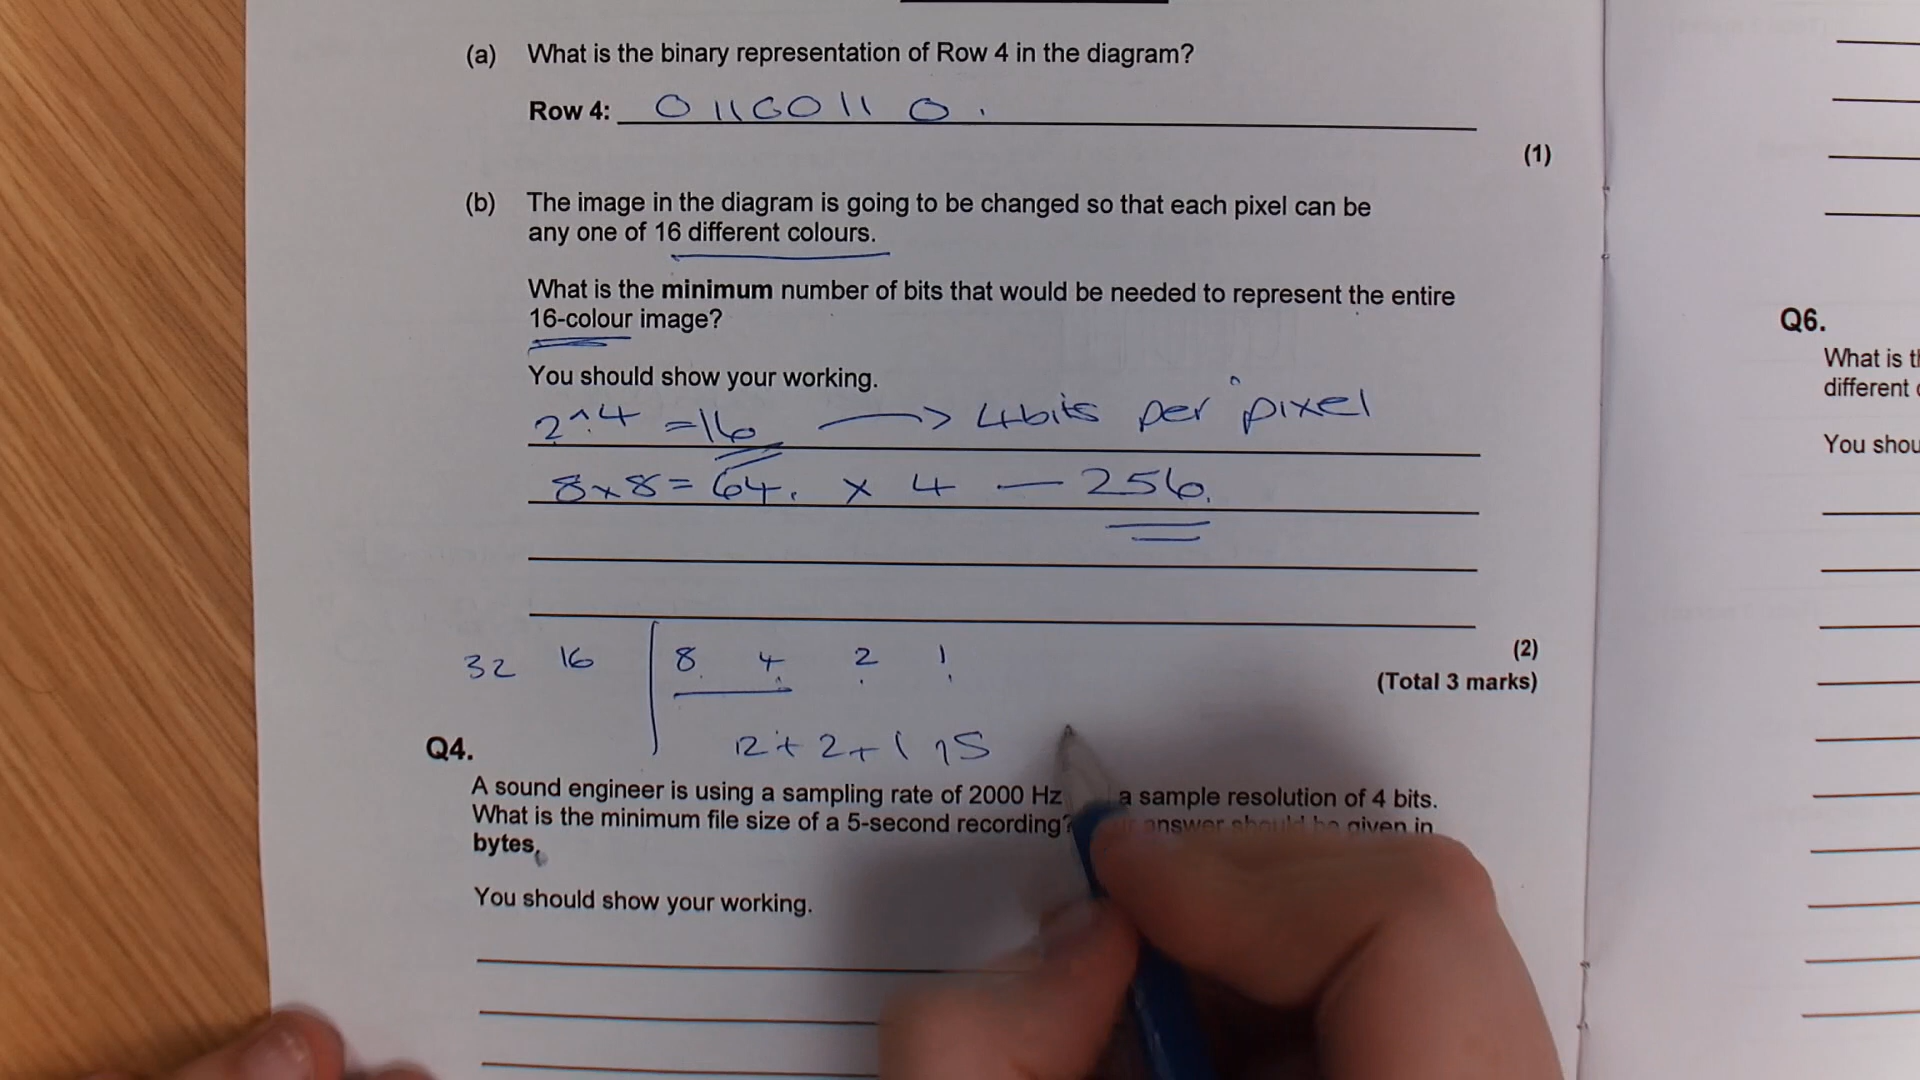 (a) What is the binary representation of Row 4 in the diagram?
Row 4: 01100110.
(1)
(b) The image in the diagram is going to be changed so that each pixel can be
any one of 16 different colours.
What is the minimum number of bits that would be needed to represent the entire
16-colour image?
You should show your working.
2^4 =16 → 4bits per pixel
8x8= 64. x 4 — 256.
(2)
32 16 8 4 2 1
(Total 3 marks)
12+ 2+1 15
Q4.
A sound engineer is using a sampling rate of 2000 Hz a sample resolution of 4 bits.
What is the minimum file size of a 5-second recording? answer should be given in
bytes.
You should show your working.
Q6.
What is
different
You